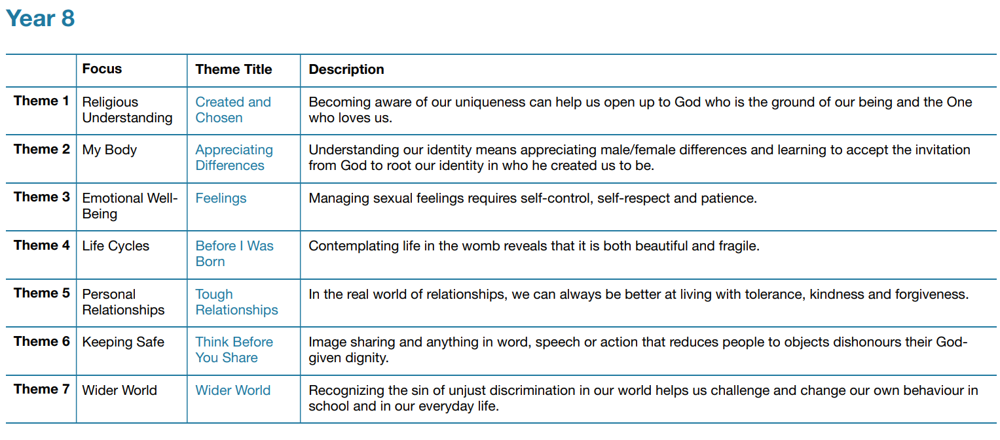 Year 8
Focus Theme Title Description
Theme 1 Religious Understanding Created and Chosen Becoming aware of our uniqueness can help us open up to God who is the ground of our being and the One who loves us.
Theme 2 My Body Appreciating Differences Understanding our identity means appreciating male/female differences and learning to accept the invitation from God to root our identity in who he created us to be.
Theme 3 Emotional Well-Being Feelings Managing sexual feelings requires self-control, self-respect and patience.
Theme 4 Life Cycles Before I Was Born Contemplating life in the womb reveals that it is both beautiful and fragile.
Theme 5 Personal Relationships Tough Relationships In the real world of relationships, we can always be better at living with tolerance, kindness and forgiveness.
Theme 6 Keeping Safe Think Before You Share Image sharing and anything in word, speech or action that reduces people to objects dishonours their God-given dignity.
Theme 7 Wider World Wider World Recognizing the sin of unjust discrimination in our world helps us challenge and change our own behaviour in school and in our everyday life.